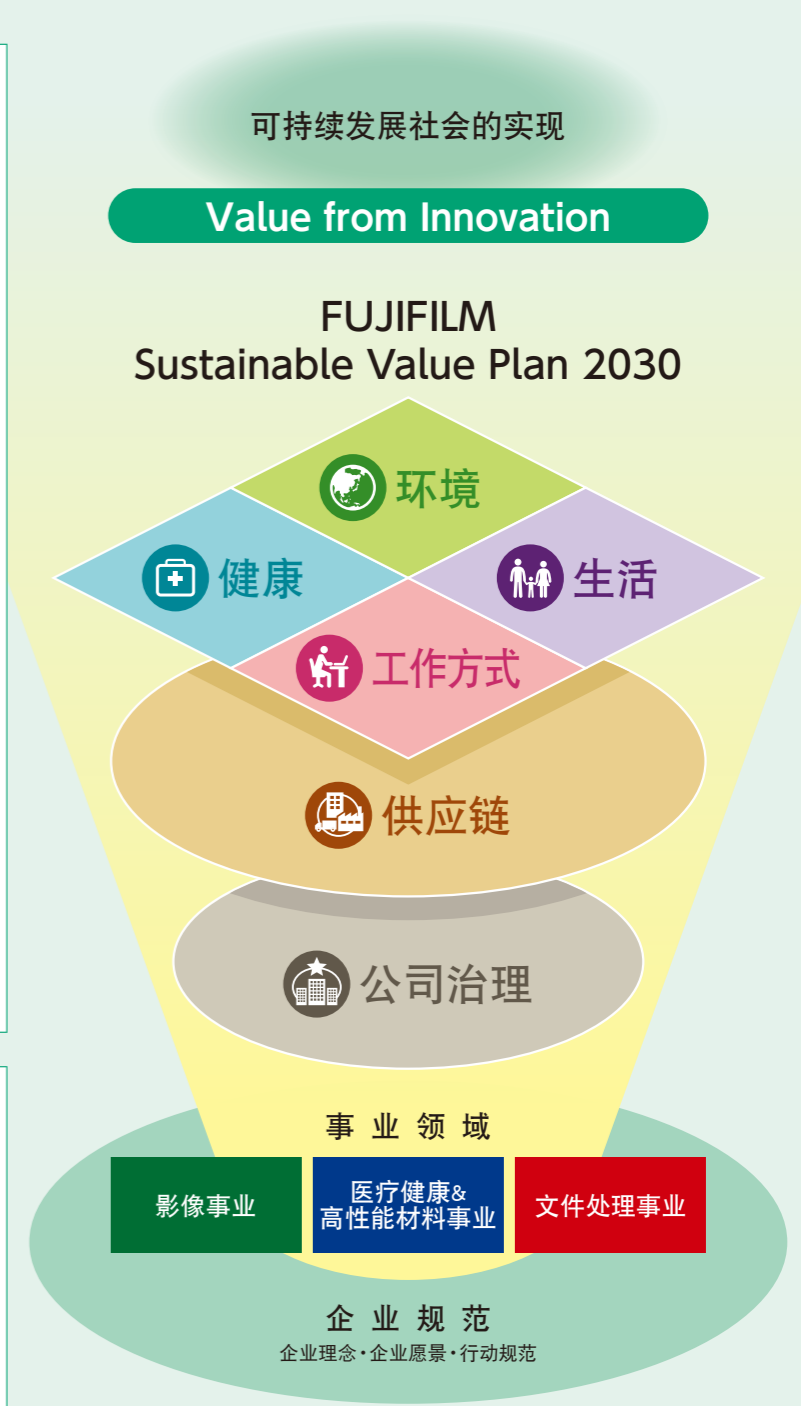 可持续发展社会的实现
Value from Innovation
FUJIFILM
Sustainable Value Plan 2030
环境
健康
生活
工作方式
供应链
公司治理
事业领域
影像事业
医疗健康&
高性能材料事业
文件处理事业
企业规范
企业理念·企业愿景·行动规范